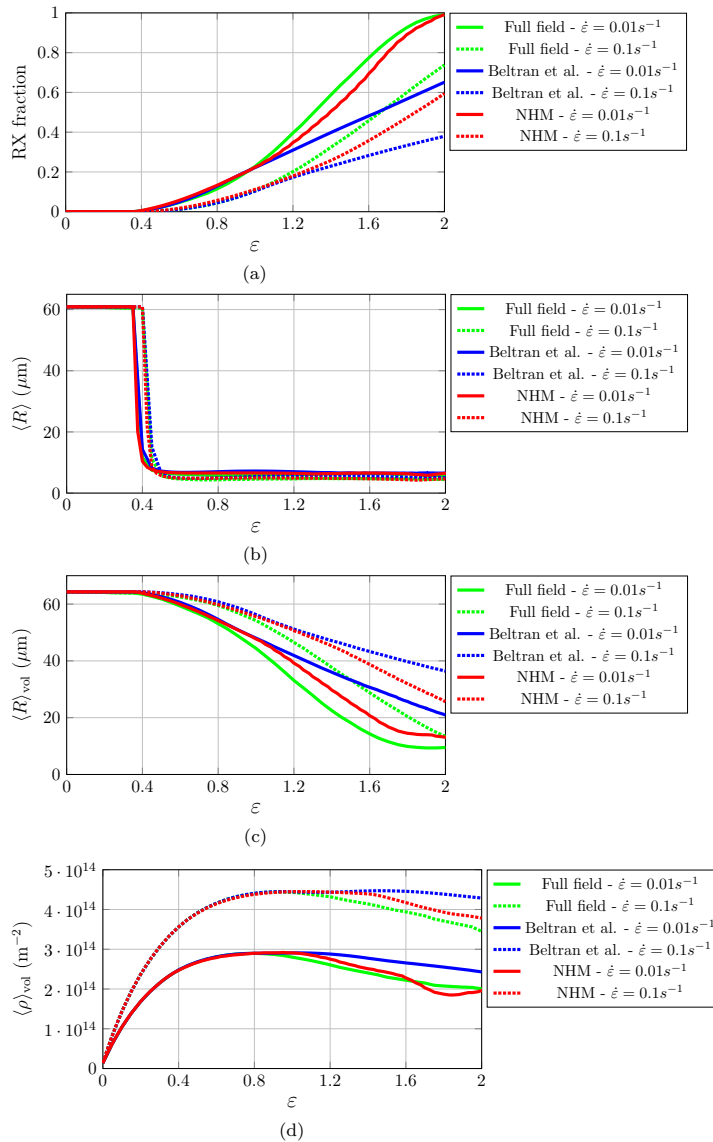 1
0.8
0.6
0.4
0.2
0
RX fraction
0 0.4 0.8 1.2 1.6 2
ε
Full field - ε̇ = 0.01s⁻¹
Full field - ε̇ = 0.1s⁻¹
Beltran et al. - ε̇ = 0.01s⁻¹
Beltran et al. - ε̇ = 0.1s⁻¹
NHM - ε̇ = 0.01s⁻¹
NHM - ε̇ = 0.1s⁻¹
(a)
60
40
20
0
⟨R⟩ (μm)
0 0.4 0.8 1.2 1.6 2
ε
Full field - ε̇ = 0.01s⁻¹
Full field - ε̇ = 0.1s⁻¹
Beltran et al. - ε̇ = 0.01s⁻¹
Beltran et al. - ε̇ = 0.1s⁻¹
NHM - ε̇ = 0.01s⁻¹
NHM - ε̇ = 0.1s⁻¹
(b)
60
40
20
0
⟨R⟩vol (μm)
0 0.4 0.8 1.2 1.6 2
ε
Full field - ε̇ = 0.01s⁻¹
Full field - ε̇ = 0.1s⁻¹
Beltran et al. - ε̇ = 0.01s⁻¹
Beltran et al. - ε̇ = 0.1s⁻¹
NHM - ε̇ = 0.01s⁻¹
NHM - ε̇ = 0.1s⁻¹
(c)
5 · 10¹⁴
4 · 10¹⁴
3 · 10¹⁴
2 · 10¹⁴
1 · 10¹⁴
0
⟨ρ⟩vol (m⁻²)
0 0.4 0.8 1.2 1.6 2
ε
Full field - ε̇ = 0.01s⁻¹
Full field - ε̇ = 0.1s⁻¹
Beltran et al. - ε̇ = 0.01s⁻¹
Beltran et al. - ε̇ = 0.1s⁻¹
NHM - ε̇ = 0.01s⁻¹
NHM - ε̇ = 0.1s⁻¹
(d)